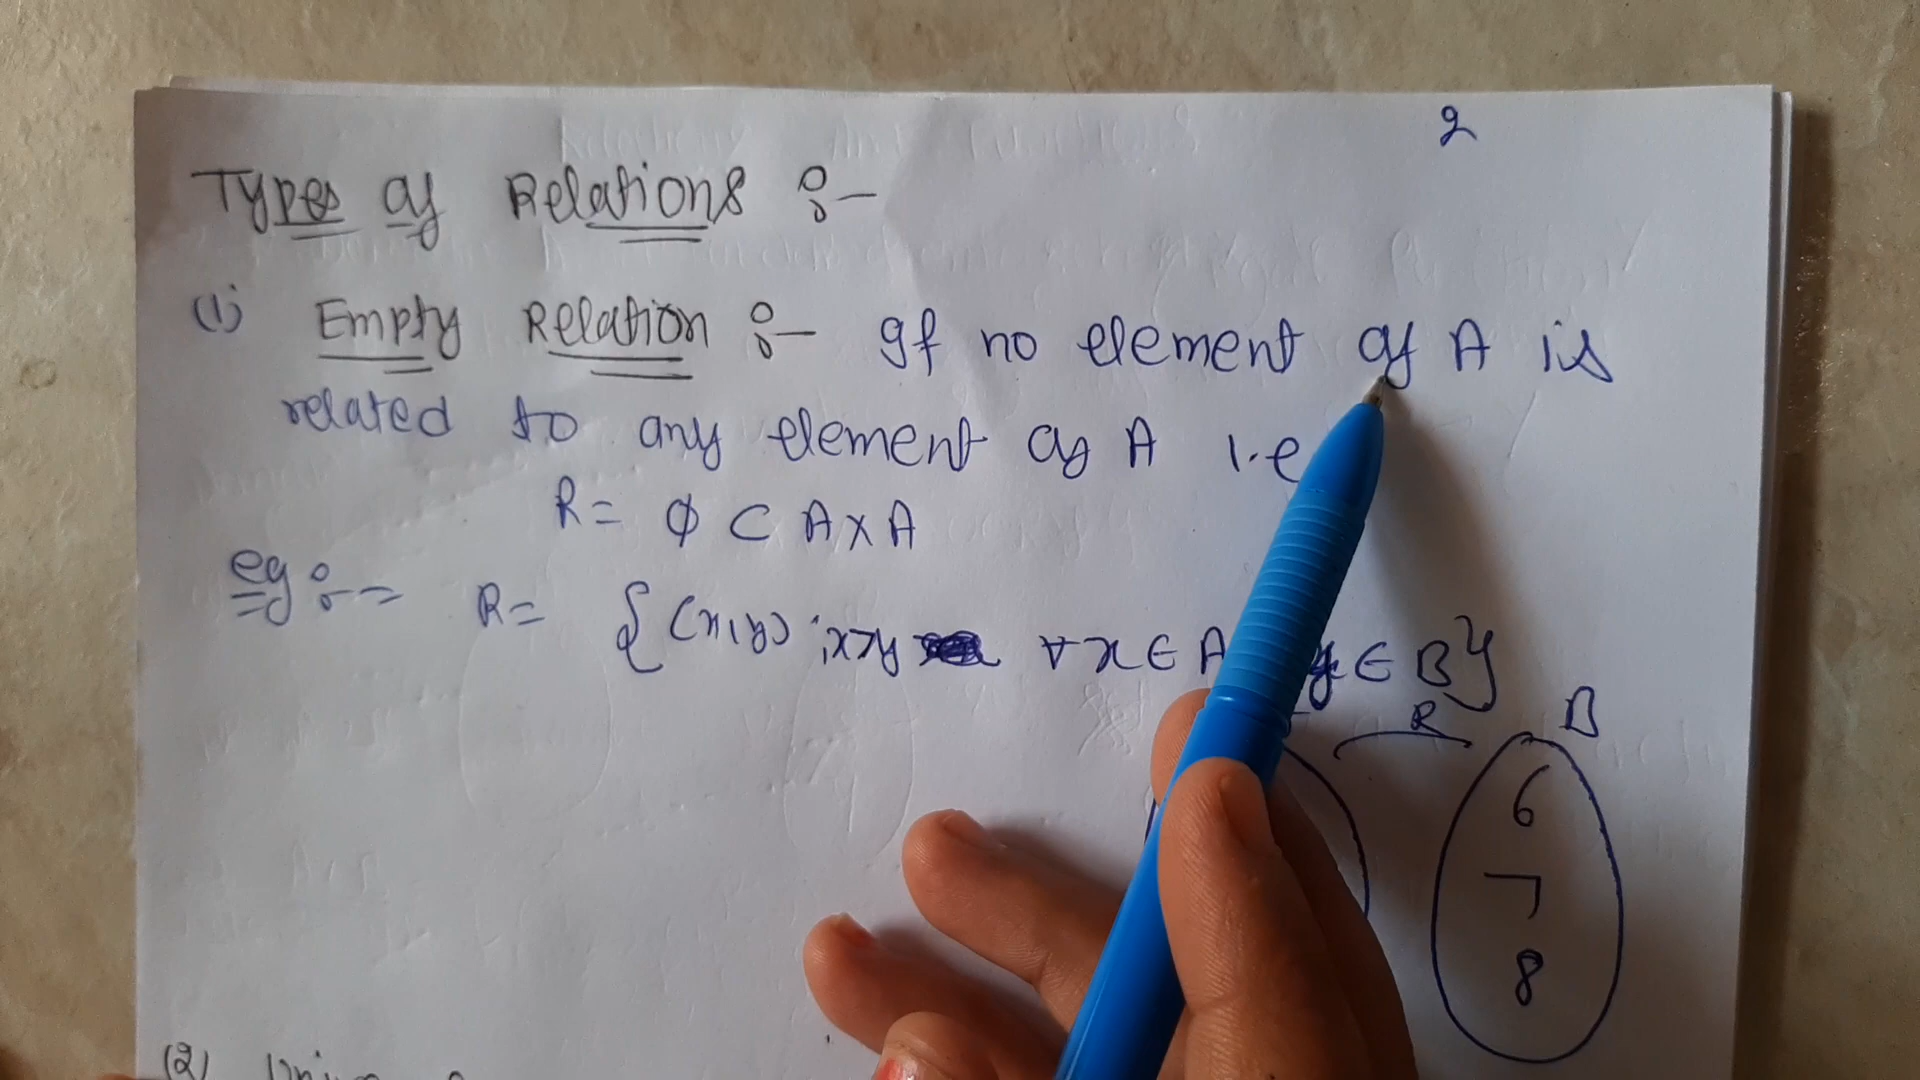 2
Types of Relations :-
(1) Empty Relation :- If no element of A is
related to any element of A i.e
R = φ ⊂ A×A
eg :- R = {(x,y) ; x>y ∀ x ∈ A y ∈ B}
R B
6
7
8
(2)